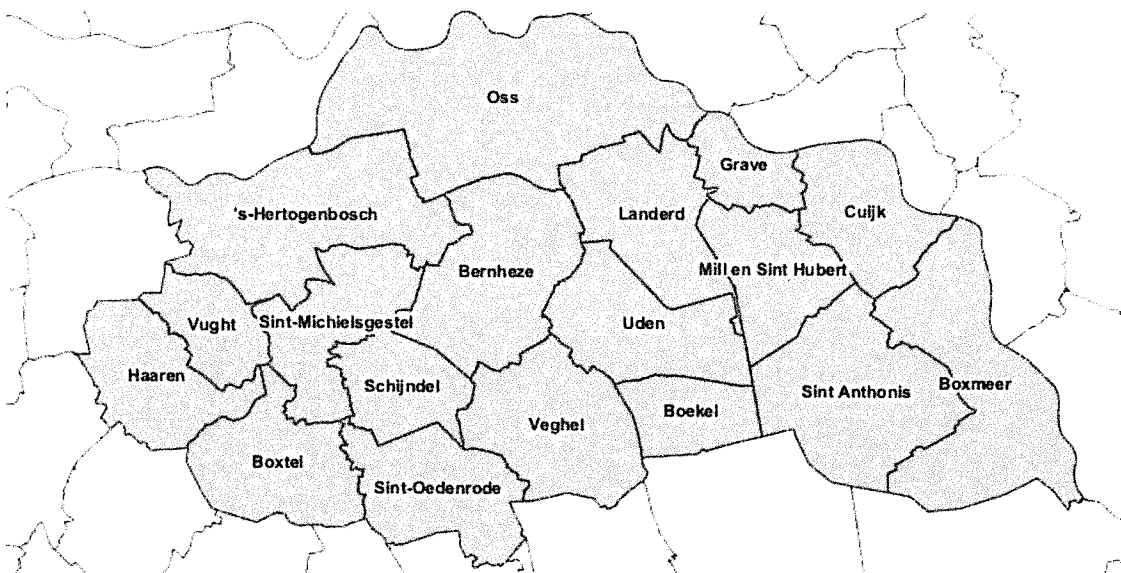 Oss
Grave
's-Hertogenbosch
Landerd
Cuijk
Bernheze
Mill en Sint Hubert
Vught
Sint-Michielsgestel
Uden
Haaren
Schijndel
Sint Anthonis
Boxmeer
Boekel
Veghel
Boxtel
Sint-Oedenrode